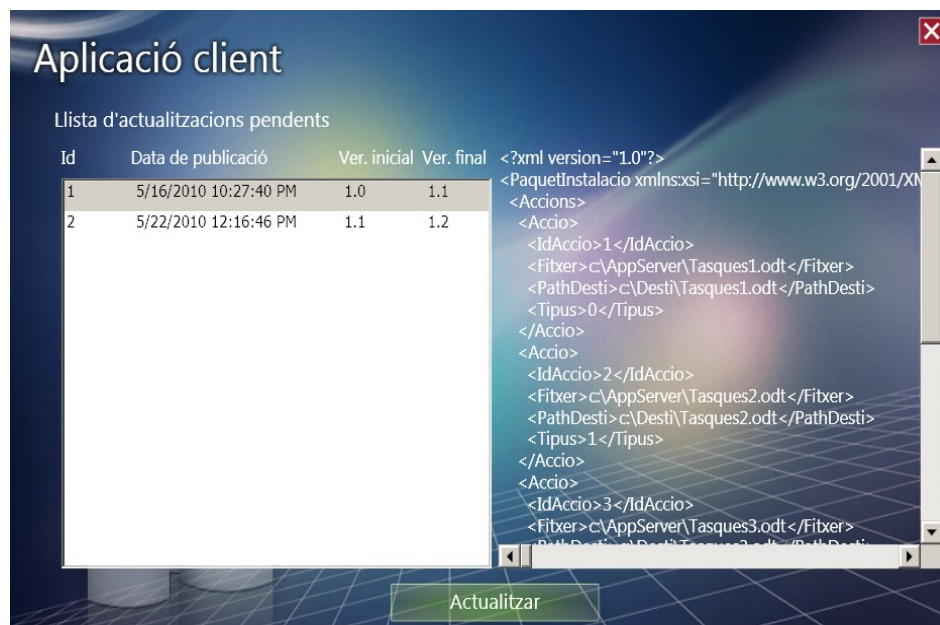 Aplicació client
Llista d'actualitzacions pendents
Id Data de publicació Ver. inicial Ver. final
1 5/16/2010 10:27:40 PM 1.0 1.1
2 5/22/2010 12:16:46 PM 1.1 1.2
<?xml version="1.0"?>
<PaquetInstalacio xmlns:xsi="http://www.w3.org/2001/XM
<Accions>
<Accio>
<IdAccio>1</IdAccio>
<Fitxer>c:\AppServer\Tasques1.odt</Fitxer>
<PathDesti>c:\Desti\Tasques1.odt</PathDesti>
<Tipus>0</Tipus>
</Accio>
<Accio>
<IdAccio>2</IdAccio>
<Fitxer>c:\AppServer\Tasques2.odt</Fitxer>
<PathDesti>c:\Desti\Tasques2.odt</PathDesti>
<Tipus>1</Tipus>
</Accio>
<Accio>
<IdAccio>3</IdAccio>
<Fitxer>c:\AppServer\Tasques3.odt</Fitxer>
Actualitzar